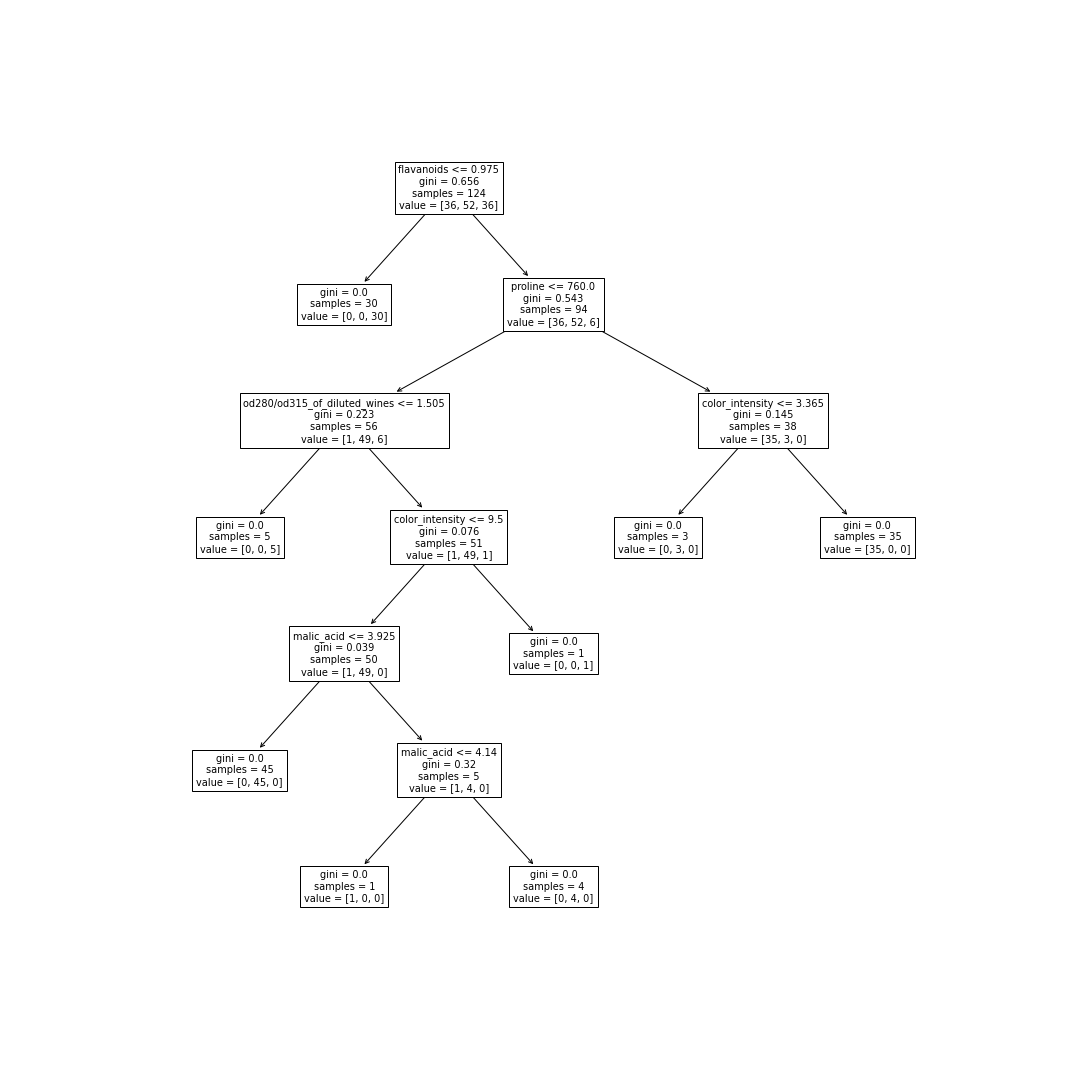 flavanoids <= 0.975
gini = 0.656
samples = 124
value = [36, 52, 36]
gini = 0.0
samples = 30
value = [0, 0, 30]
proline <= 760.0
gini = 0.543
samples = 94
value = [36, 52, 6]
od280/od315_of_diluted_wines <= 1.505
gini = 0.223
samples = 56
value = [1, 49, 6]
color_intensity <= 3.365
gini = 0.145
samples = 38
value = [35, 3, 0]
gini = 0.0
samples = 5
value = [0, 0, 5]
color_intensity <= 9.5
gini = 0.076
samples = 51
value = [1, 49, 1]
gini = 0.0
samples = 3
value = [0, 3, 0]
gini = 0.0
samples = 35
value = [35, 0, 0]
malic_acid <= 3.925
gini = 0.039
samples = 50
value = [1, 49, 0]
gini = 0.0
samples = 1
value = [0, 0, 1]
gini = 0.0
samples = 45
value = [0, 45, 0]
malic_acid <= 4.14
gini = 0.32
samples = 5
value = [1, 4, 0]
gini = 0.0
samples = 1
value = [1, 0, 0]
gini = 0.0
samples = 4
value = [0, 4, 0]